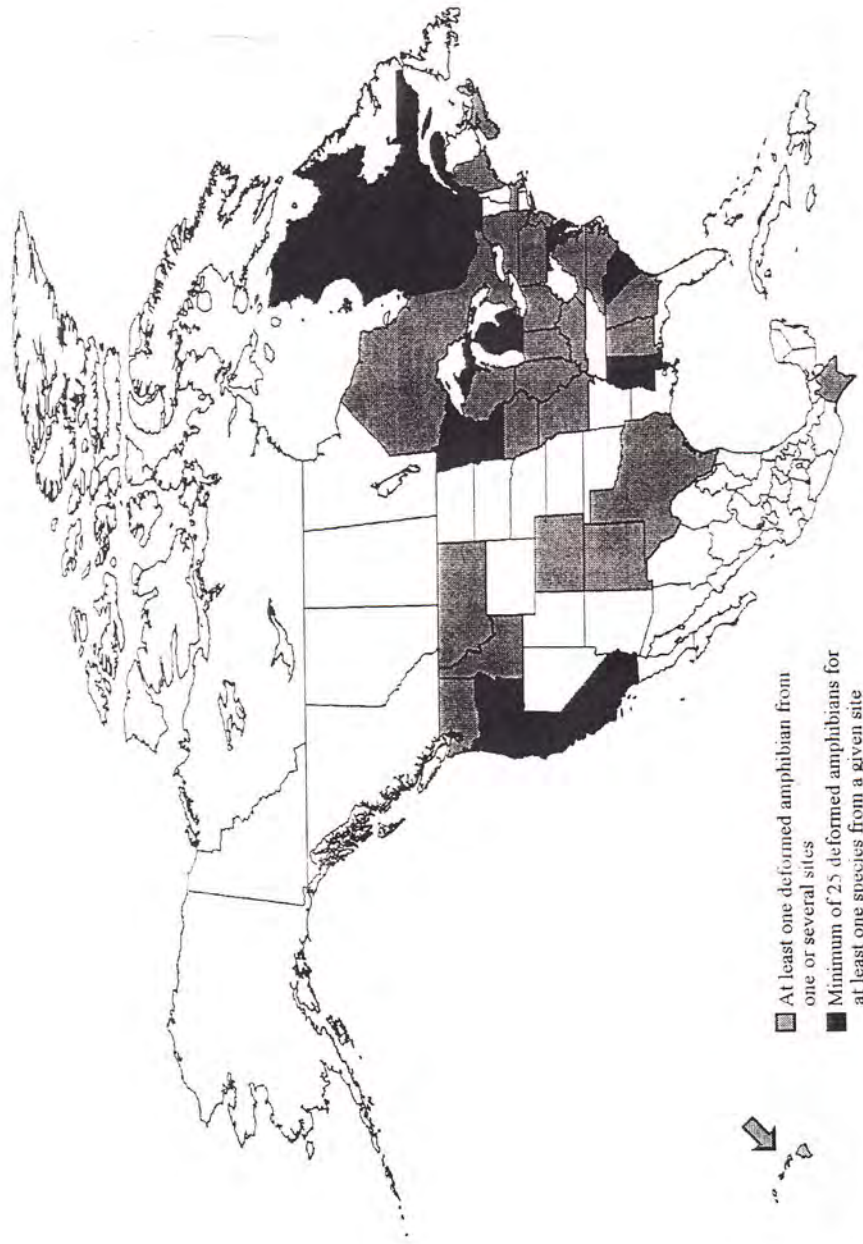 At least one deformed amphibian from
one or several sites
Minimum of 25 deformed amphibians for
at least one species from a given site